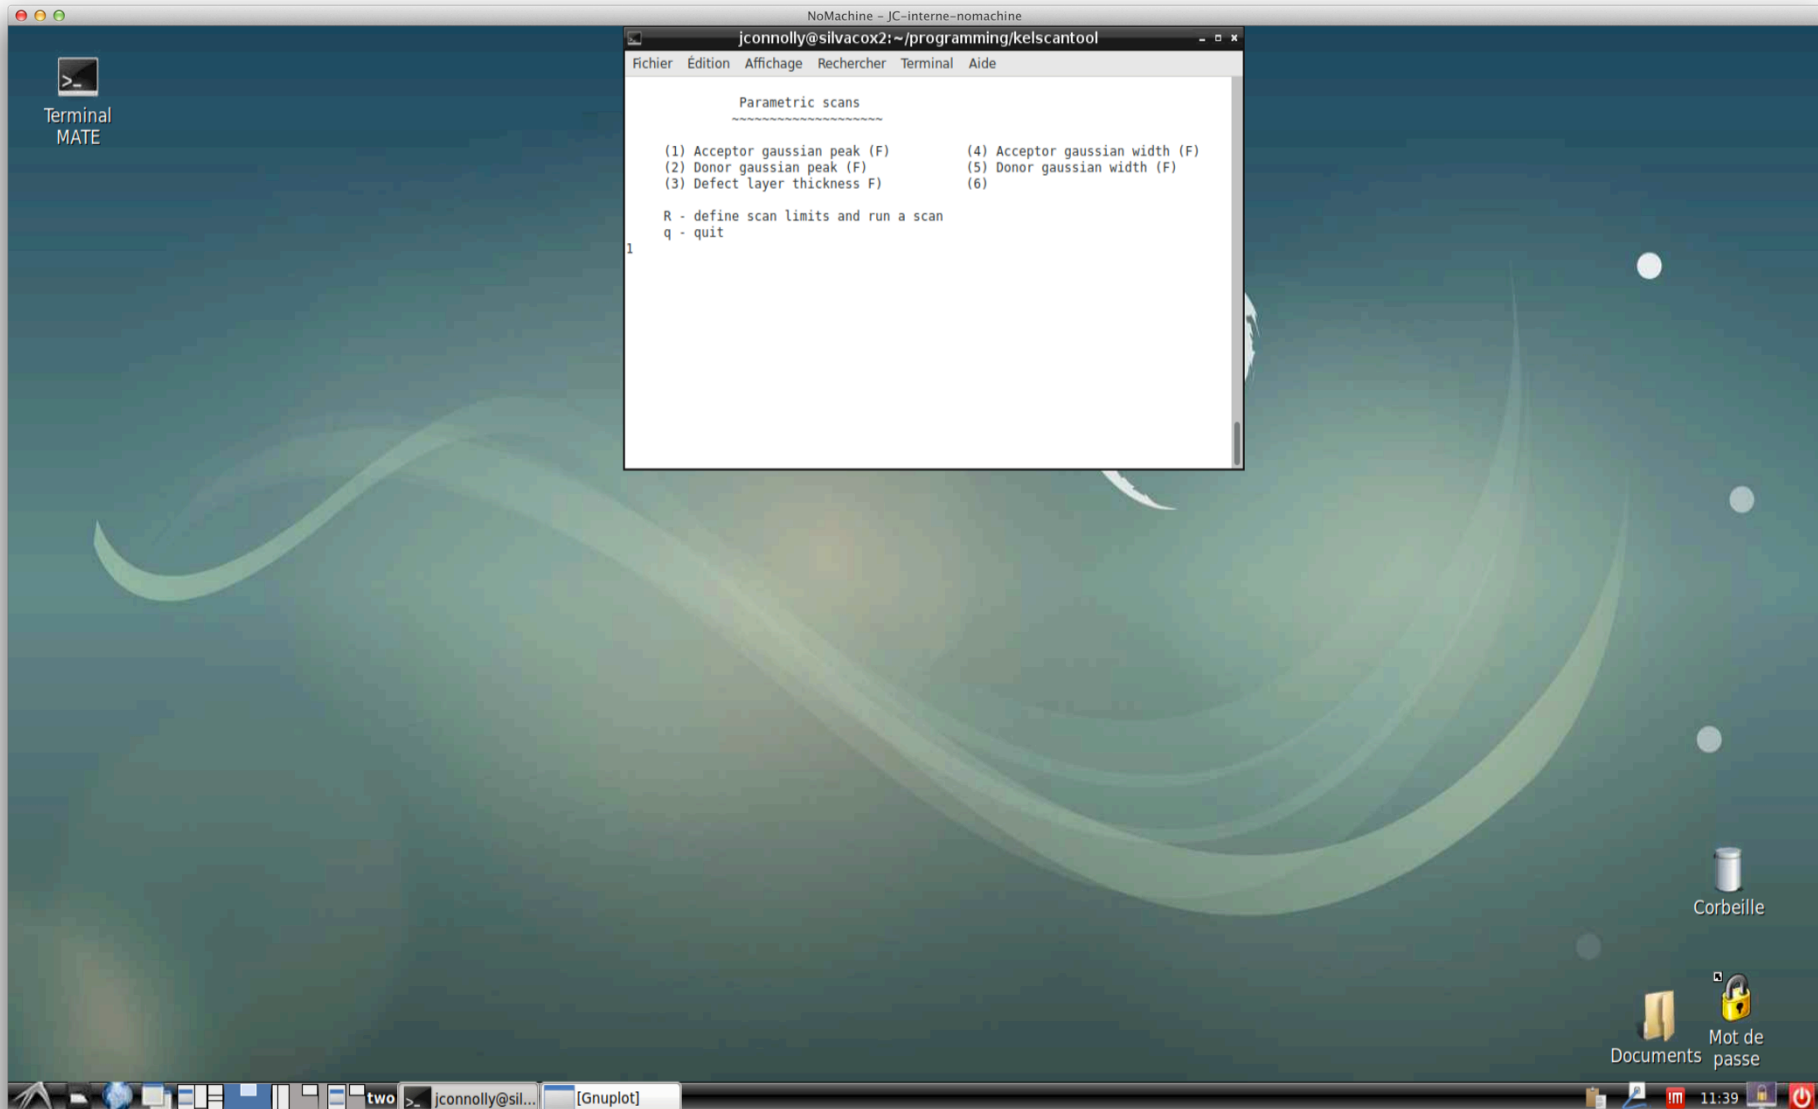 NoMachine - JC-interne-nomachine
jconnolly@silvacox2:~/programming/kelscantool
Fichier Édition Affichage Rechercher Terminal Aide
Parametric scans
~~~~~~~~~~~~~~~~~~~~
(1) Acceptor gaussian peak (F) (4) Acceptor gaussian width (F)
(2) Donor gaussian peak (F) (5) Donor gaussian width (F)
(3) Defect layer thickness F) (6)
R - define scan limits and run a scan
q - quit
1
Terminal
MATE
Corbeille
Documents
Mot de
passe
two
jconnolly@sil...
[Gnuplot]
!M
11:39